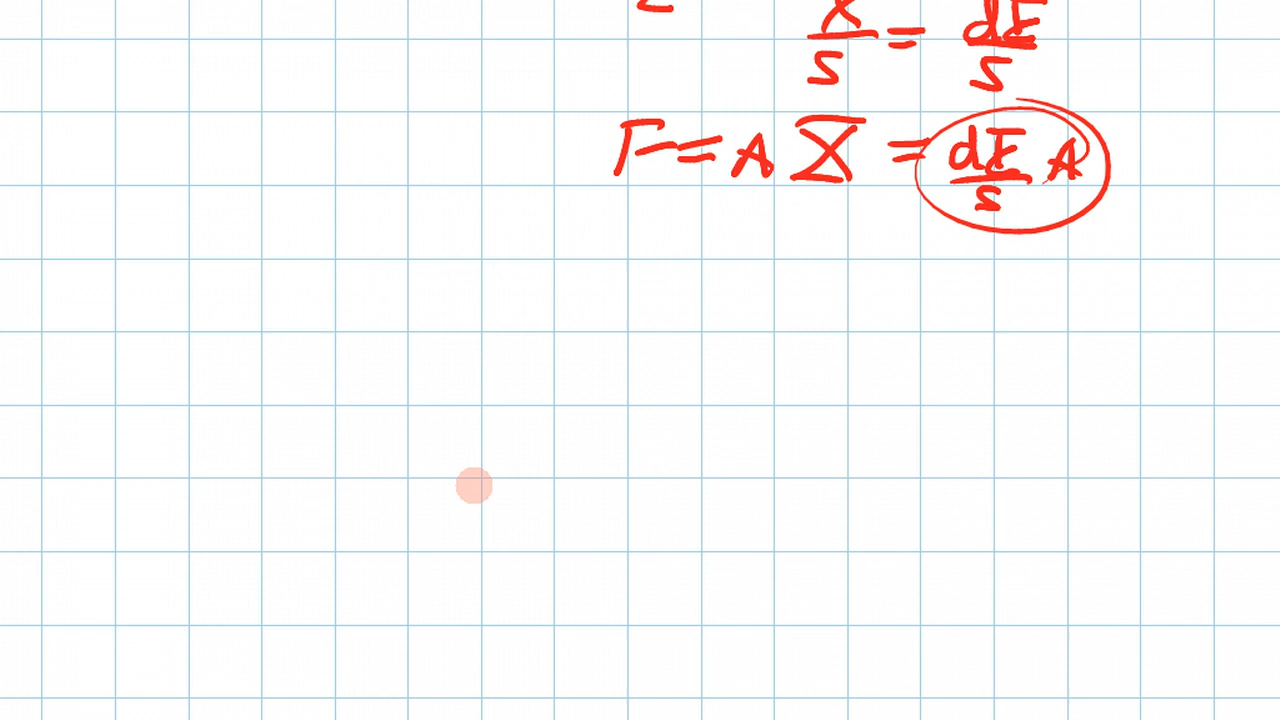 X/s = dE/s
F = A X̄ = dE/s A